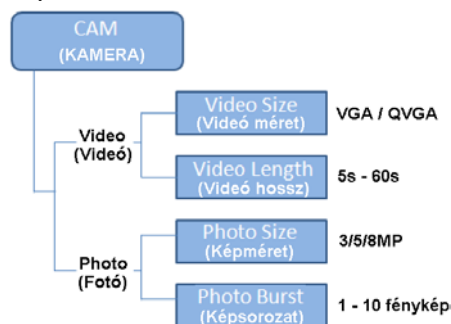 CAM
(KAMERA)
Video
(Videó)
Video Size
(Videó méret)
VGA / QVGA
Video Length
(Videó hossz)
5s - 60s
Photo
(Fotó)
Photo Size
(Képméret)
3/5/8MP
Photo Burst
(Képsorozat)
1 - 10 fénykép